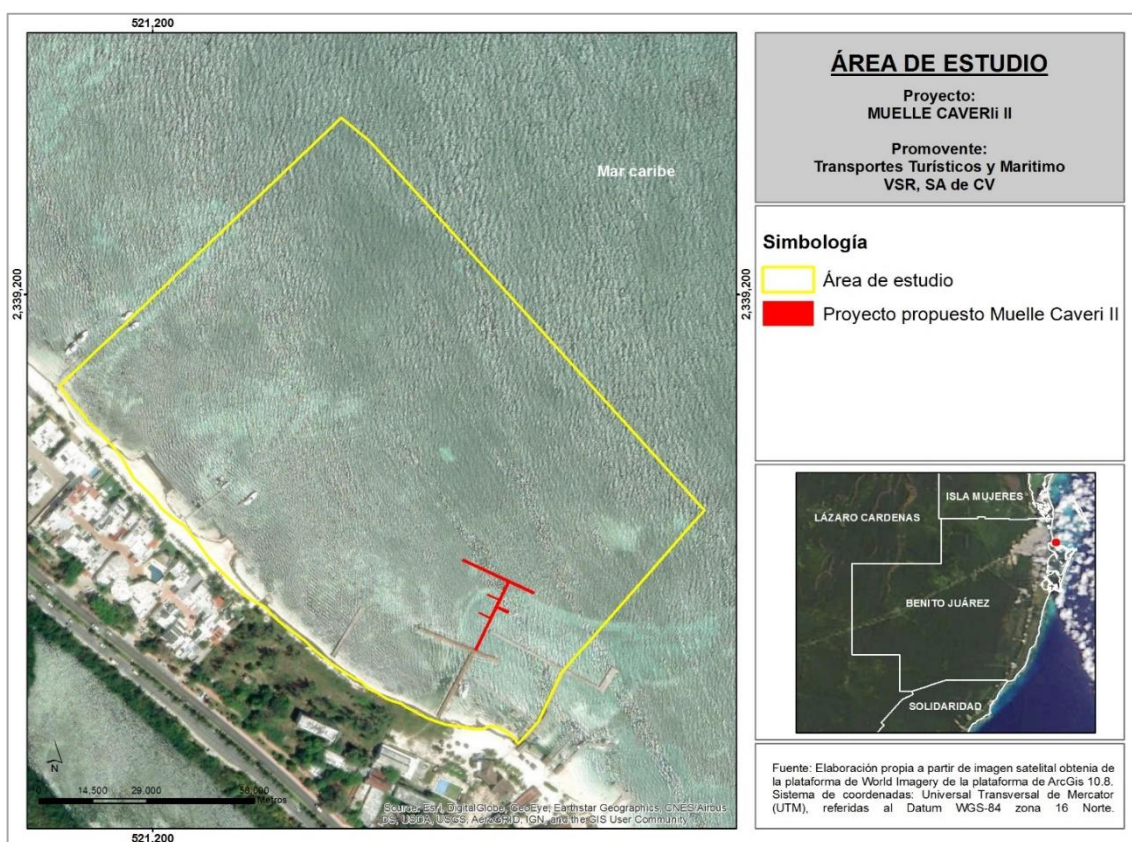 521,200
ÁREA DE ESTUDIO
Proyecto:
MUELLE CAVERIi II
Promovente:
Transportes Turísticos y Maritimo
VSR, SA de CV
Mar caribe
Simbología
Área de estudio
Proyecto propuesto Muelle Caveri II
2,339,200
2,339,200
ISLA MUJERES
LÁZARO CARDENAS
BENITO JUÁREZ
SOLIDARIDAD
N
14,500
29,000
58,000
Metros
Source: Esri, DigitalGlobe, GeoEye, Earthstar Geographics, CNES/Airbus
DS, USDA, USGS, AeroGRID, IGN, and the GIS User Community
Fuente: Elaboración propia a partir de imagen satelital obtenia de
la plataforma de World Imagery de la plataforma de ArcGis 10.8.
Sistema de coordenadas: Universal Transversal de Mercator
(UTM), referidas al Datum WGS-84 zona 16 Norte.
521,200